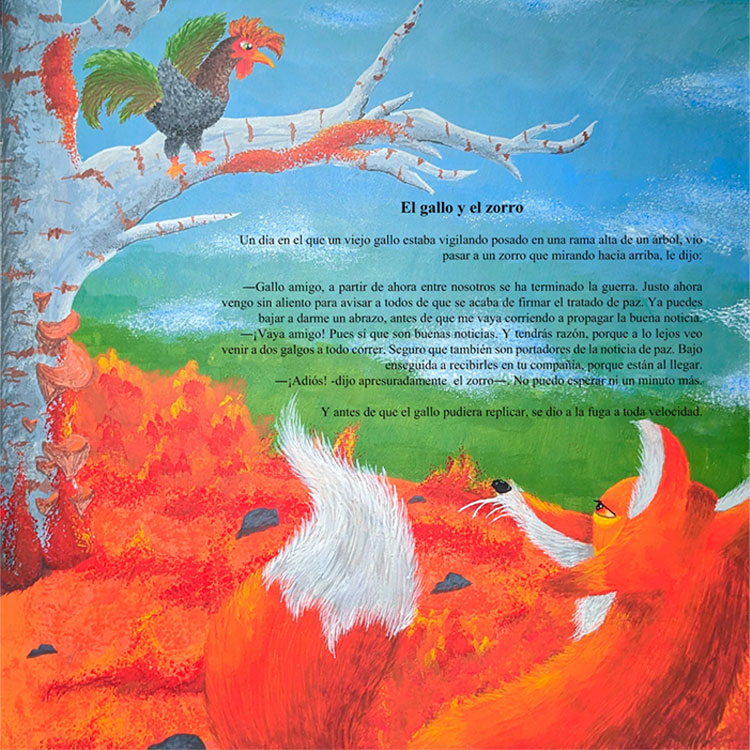 El gallo y el zorro
Un día en el que un viejo gallo estaba vigilando posado en una rama alta de un árbol, vio
pasar a un zorro que mirando hacia arriba, le dijo:
—Gallo amigo, a partir de ahora entre nosotros se ha terminado la guerra. Justo ahora
vengo sin aliento para avisar a todos de que se acaba de firmar el tratado de paz. Ya puedes
bajar a darme un abrazo, antes de que me vaya corriendo a propagar la buena noticia.
—¡Vaya amigo! Pues sí que son buenas noticias. Y tendrás razón, porque a lo lejos veo
venir a dos galgos a todo correr. Seguro que también son portadores de la noticia de paz. Bajo
enseguida a recibirles en tu compañía, porque están al llegar.
—¡Adiós! -dijo apresuradamente el zorro—. No puedo esperar ni un minuto más.
Y antes de que el gallo pudiera replicar, se dio a la fuga a toda velocidad.